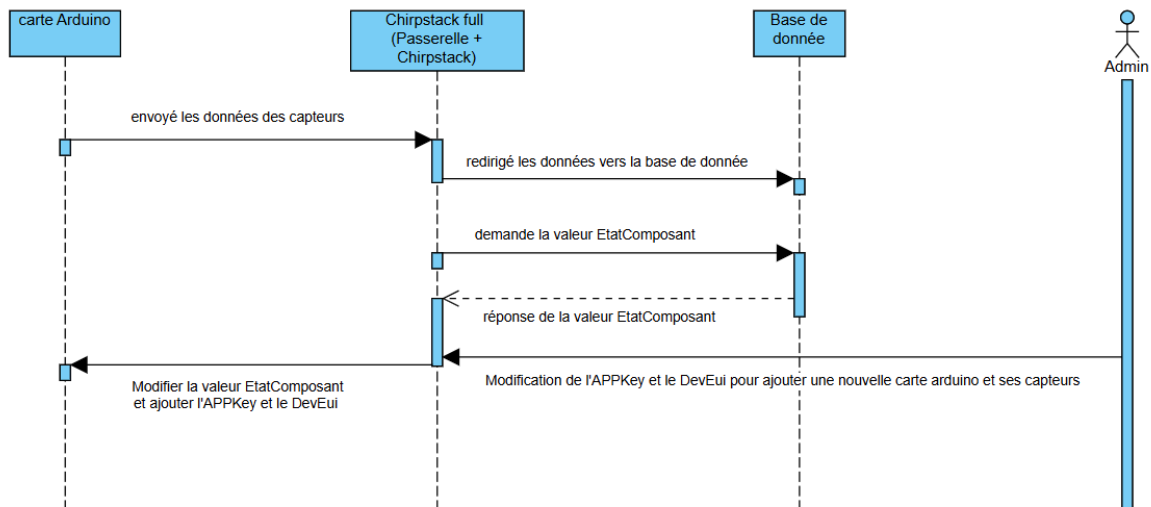 carte Arduino
Chirpstack full
(Passerelle +
Chirpstack)
Base de
donnée
Admin
envoyé les données des capteurs
redirigé les données vers la base de donnée
demande la valeur EtatComposant
réponse de la valeur EtatComposant
Modification de l'APPKey et le DevEui pour ajouter une nouvelle carte arduino et ses capteurs
Modifier la valeur EtatComposant
et ajouter l'APPKey et le DevEui